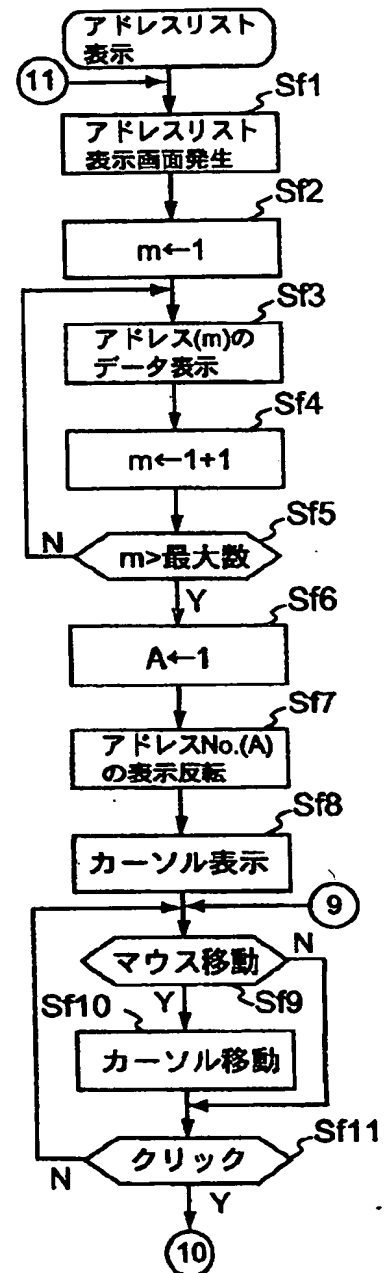 アドレスリスト
表示
11
Sf1
アドレスリスト
表示画面発生
Sf2
m←1
Sf3
アドレス(m)の
データ表示
Sf4
m←1+1
Sf5
N
m>最大数
Y
Sf6
A←1
Sf7
アドレスNo.(A)
の表示反転
Sf8
カーソル表示
9
マウス移動
N
Sf10
Y
Sf9
カーソル移動
Sf11
クリック
N
Y
10